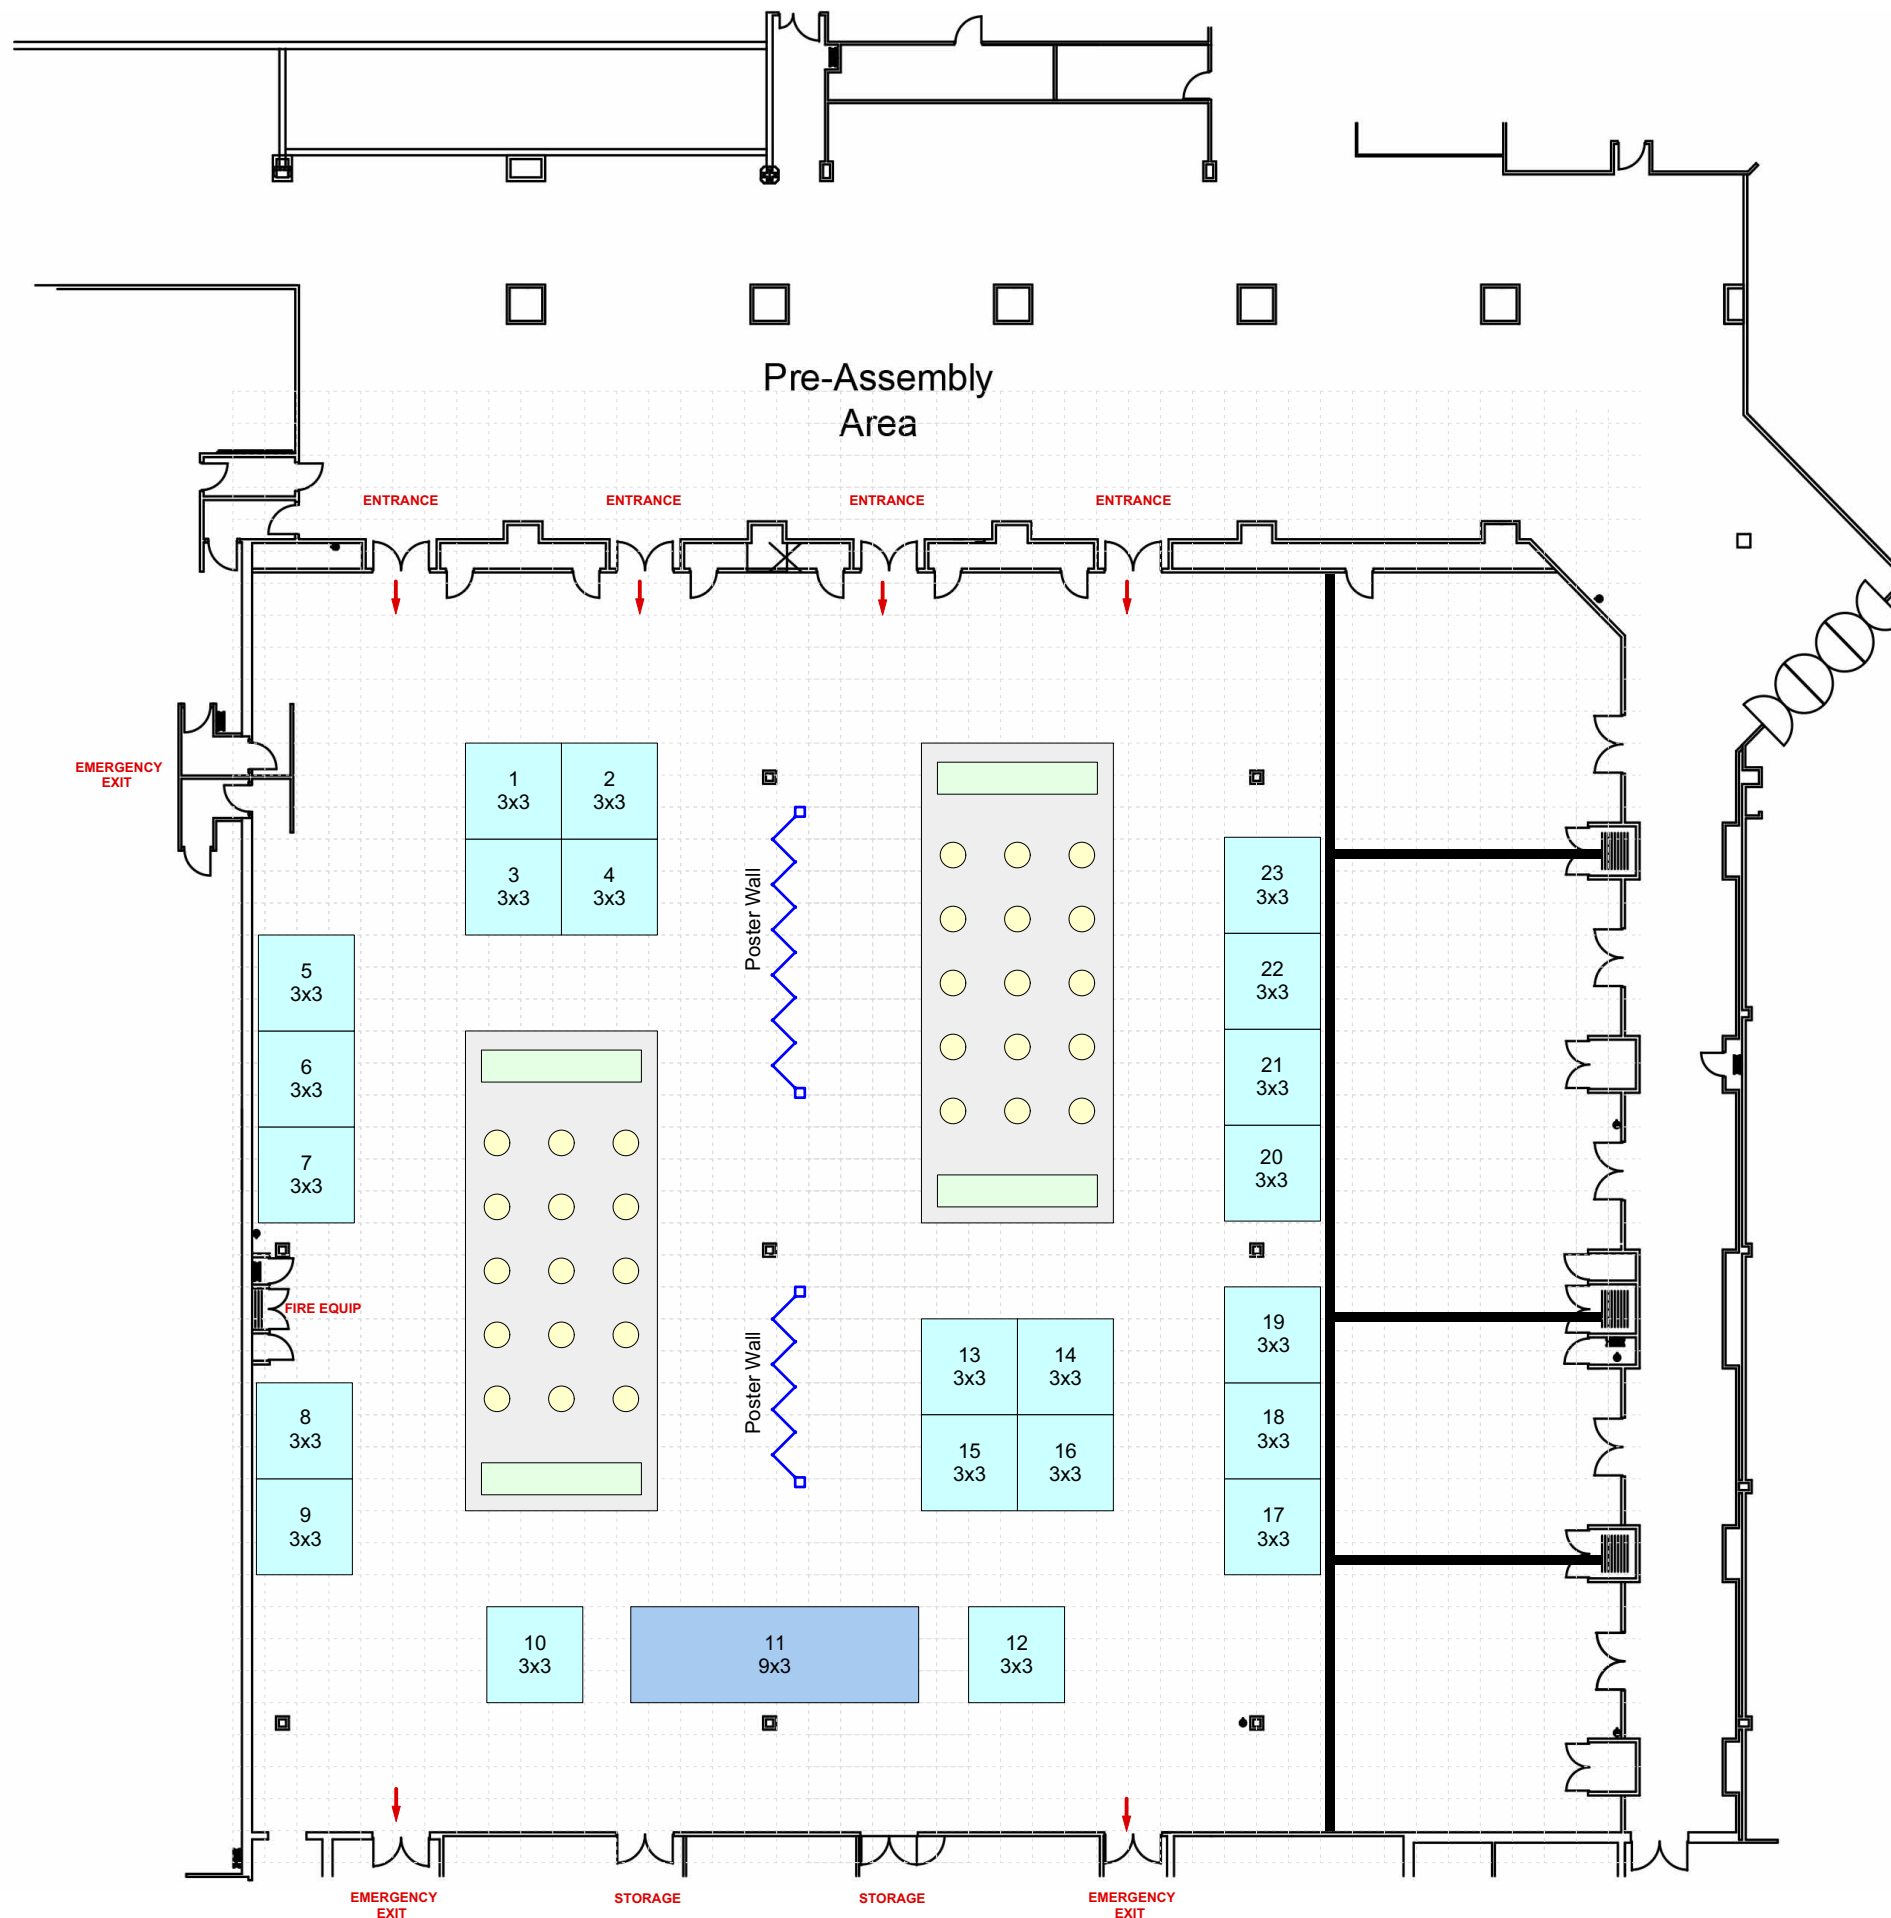 Pre-Assembly
Area
ENTRANCE
ENTRANCE
ENTRANCE
ENTRANCE
EMERGENCY
EXIT
1
3x3
2
3x3
3
3x3
4
3x3
Poster Wall
23
3x3
22
3x3
21
3x3
20
3x3
5
3x3
6
3x3
7
3x3
FIRE EQUIP
8
3x3
9
3x3
Poster Wall
13
3x3
14
3x3
15
3x3
16
3x3
19
3x3
18
3x3
17
3x3
10
3x3
11
9x3
12
3x3
EMERGENCY
EXIT
STORAGE
STORAGE
EMERGENCY
EXIT